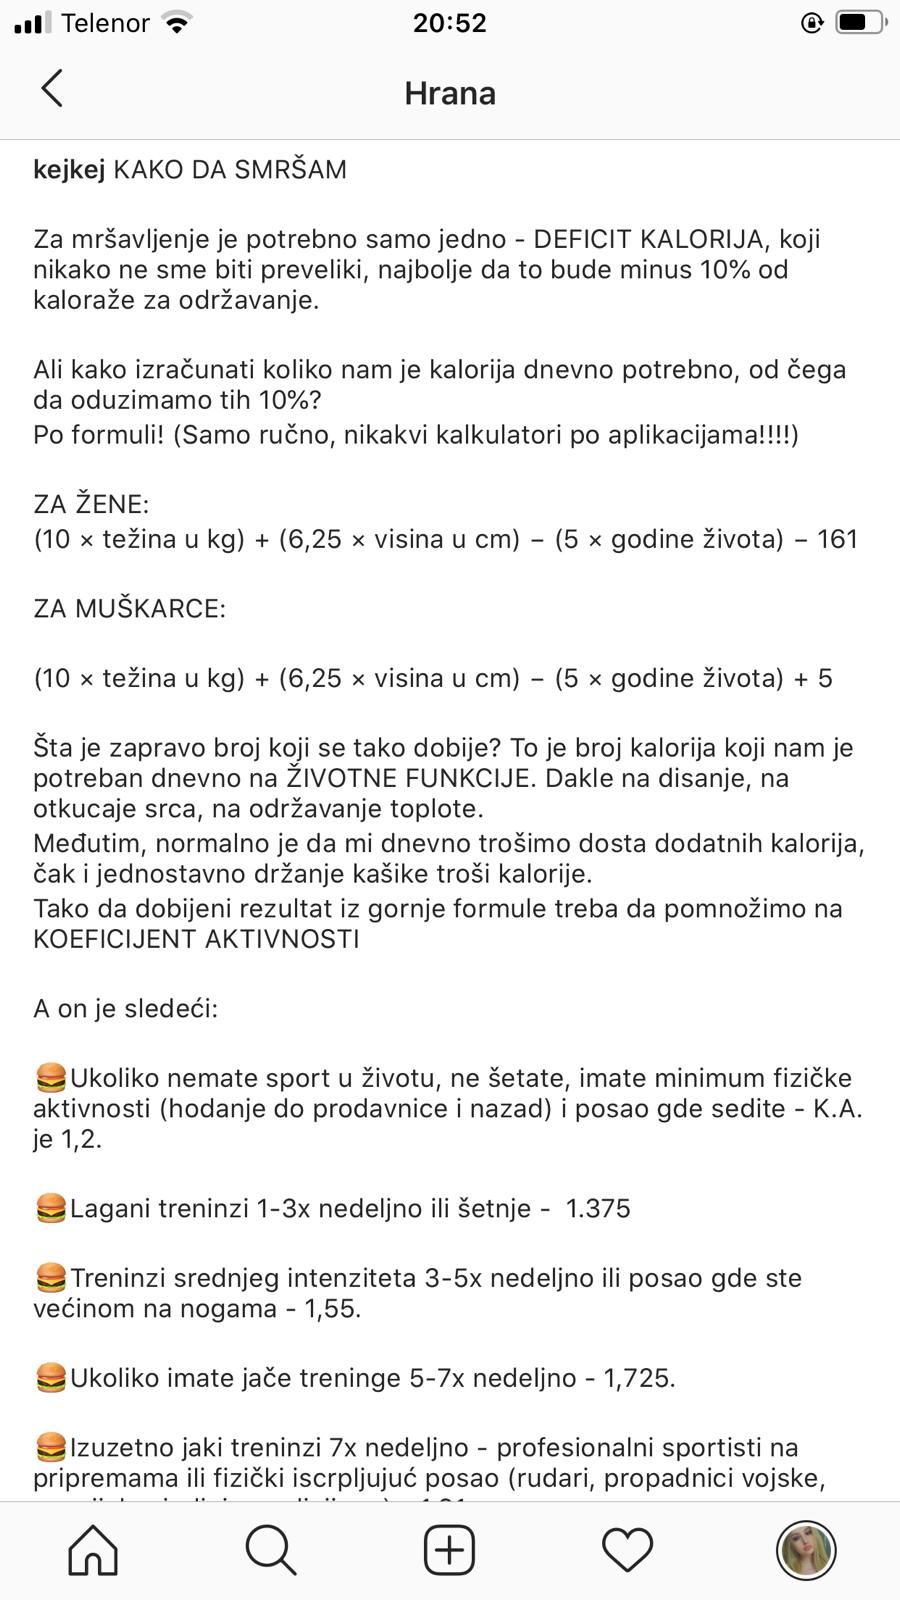 Telenor
20:52
Hrana
kejkej KAKO DA SMRŠAM
Za mršavljenje je potrebno samo jedno - DEFICIT KALORIJA, koji
nikako ne sme biti preveliki, najbolje da to bude minus 10% od
kaloraže za održavanje.
Ali kako izračunati koliko nam je kalorija dnevno potrebno, od čega
da oduzimamo tih 10%?
Po formuli! (Samo ručno, nikakvi kalkulatori po aplikacijama!!!!)
ZA ŽENE:
(10 × težina u kg) + (6,25 × visina u cm) − (5 × godine života) − 161
ZA MUŠKARCE:
(10 × težina u kg) + (6,25 × visina u cm) − (5 × godine života) + 5
Šta je zapravo broj koji se tako dobije? To je broj kalorija koji nam je
potreban dnevno na ŽIVOTNE FUNKCIJE. Dakle na disanje, na
otkucaje srca, na održavanje toplote.
Međutim, normalno je da mi dnevno trošimo dosta dodatnih kalorija,
čak i jednostavno držanje kašike troši kalorije.
Tako da dobijeni rezultat iz gornje formule treba da pomnožimo na
KOEFICIJENT AKTIVNOSTI
A on je sledeći:
🍔Ukoliko nemate sport u životu, ne šetate, imate minimum fizičke
aktivnosti (hodanje do prodavnice i nazad) i posao gde sedite - K.A.
je 1,2.
🍔Lagani treninzi 1-3x nedeljno ili šetnje - 1.375
🍔Treninzi srednjeg intenziteta 3-5x nedeljno ili posao gde ste
većinom na nogama - 1,55.
🍔Ukoliko imate jače treninge 5-7x nedeljno - 1,725.
🍔Izuzetno jaki treninzi 7x nedeljno - profesionalni sportisti na
pripremama ili fizički iscrpljujuć posao (rudari, propadnici vojske,